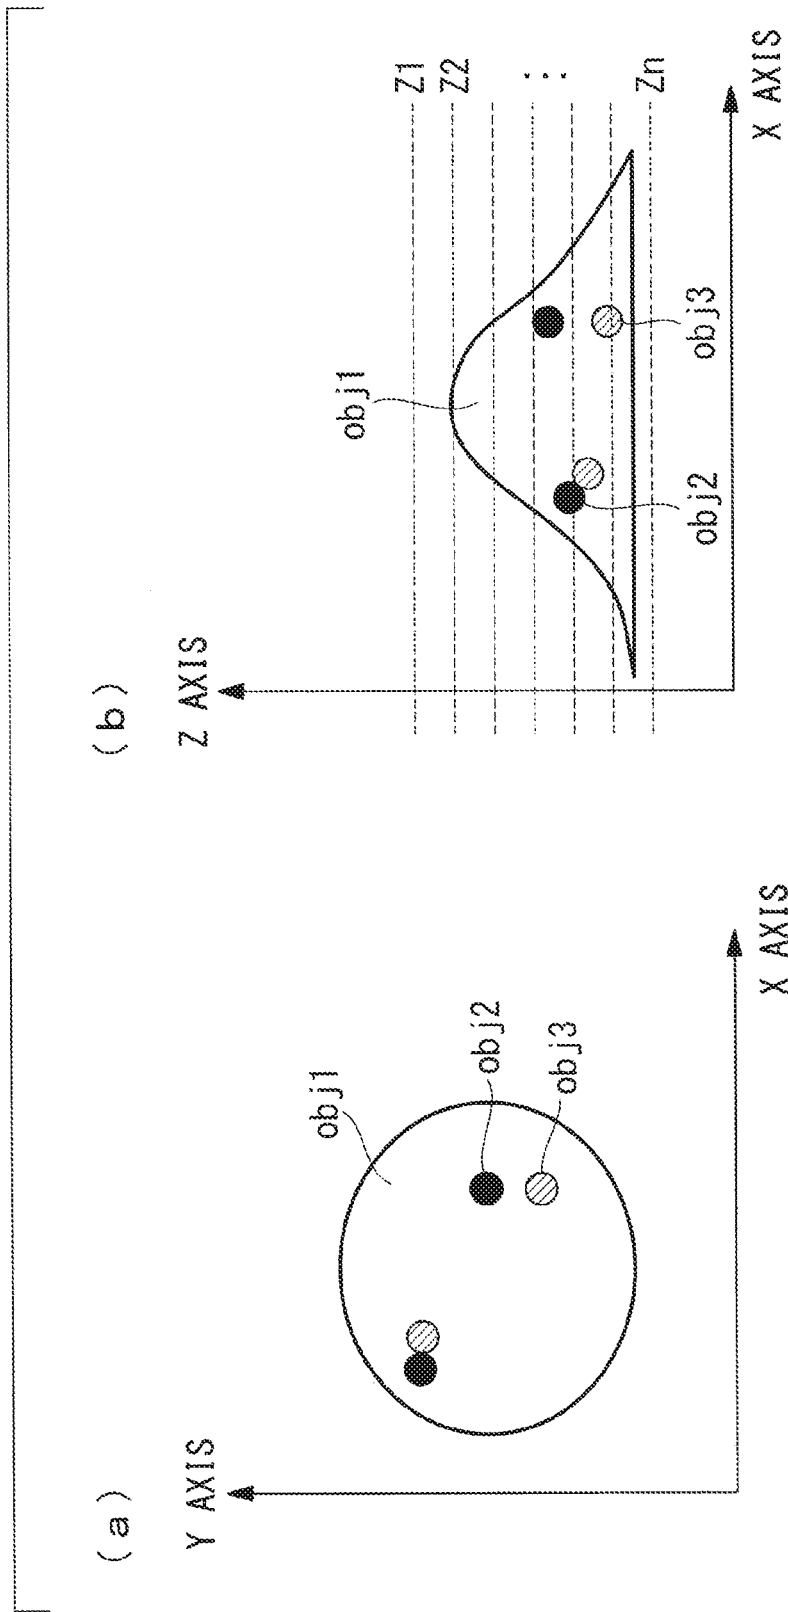 (a)
Y AXIS
obj1
obj2
obj3
X AXIS
(b)
Z AXIS
obj1
Z1
Z2
Zn
obj2
obj3
X AXIS